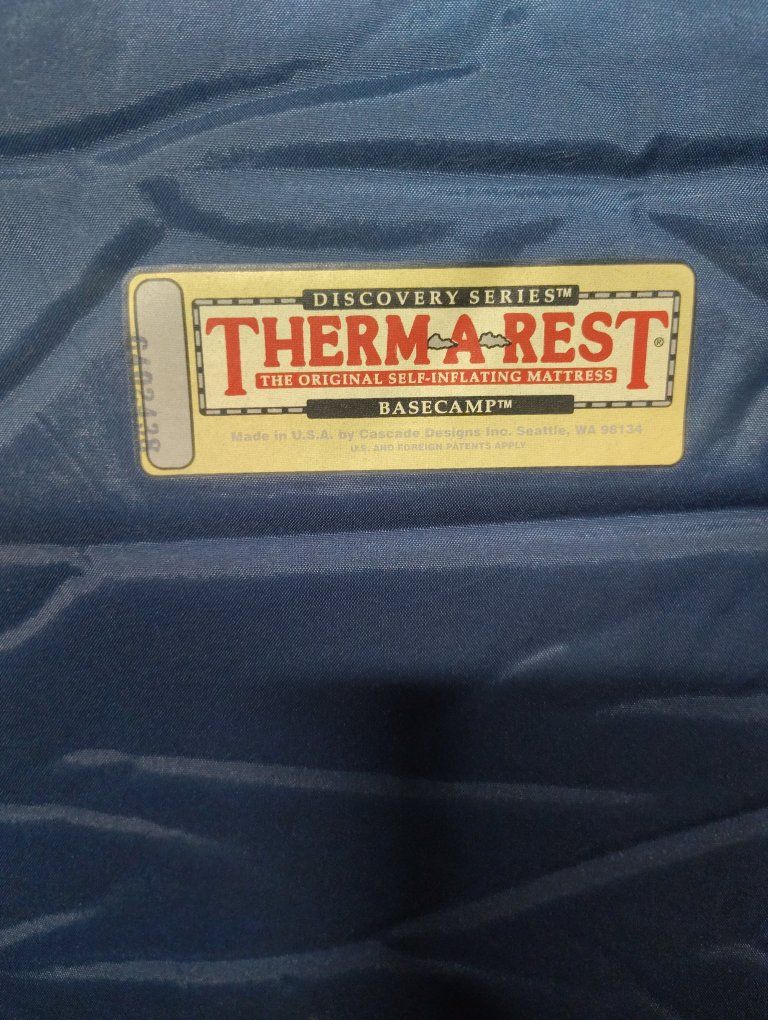 DISCOVERY SERIES™
THERM-A-REST®
THE ORIGINAL SELF-INFLATING MATTRESS
BASECAMP™
Made in U.S.A. by Cascade Designs Inc. Seattle, WA 98134
U.S. AND FOREIGN PATENTS APPLY